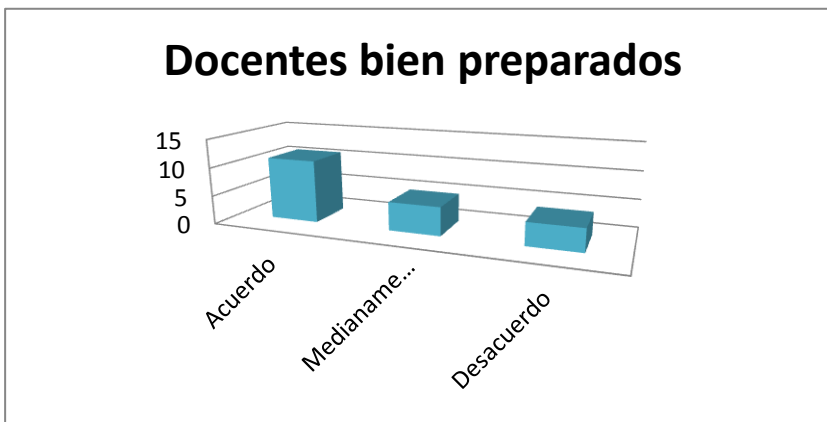 Docentes bien preparados
15
10
5
0
Acuerdo
Medianame...
Desacuerdo